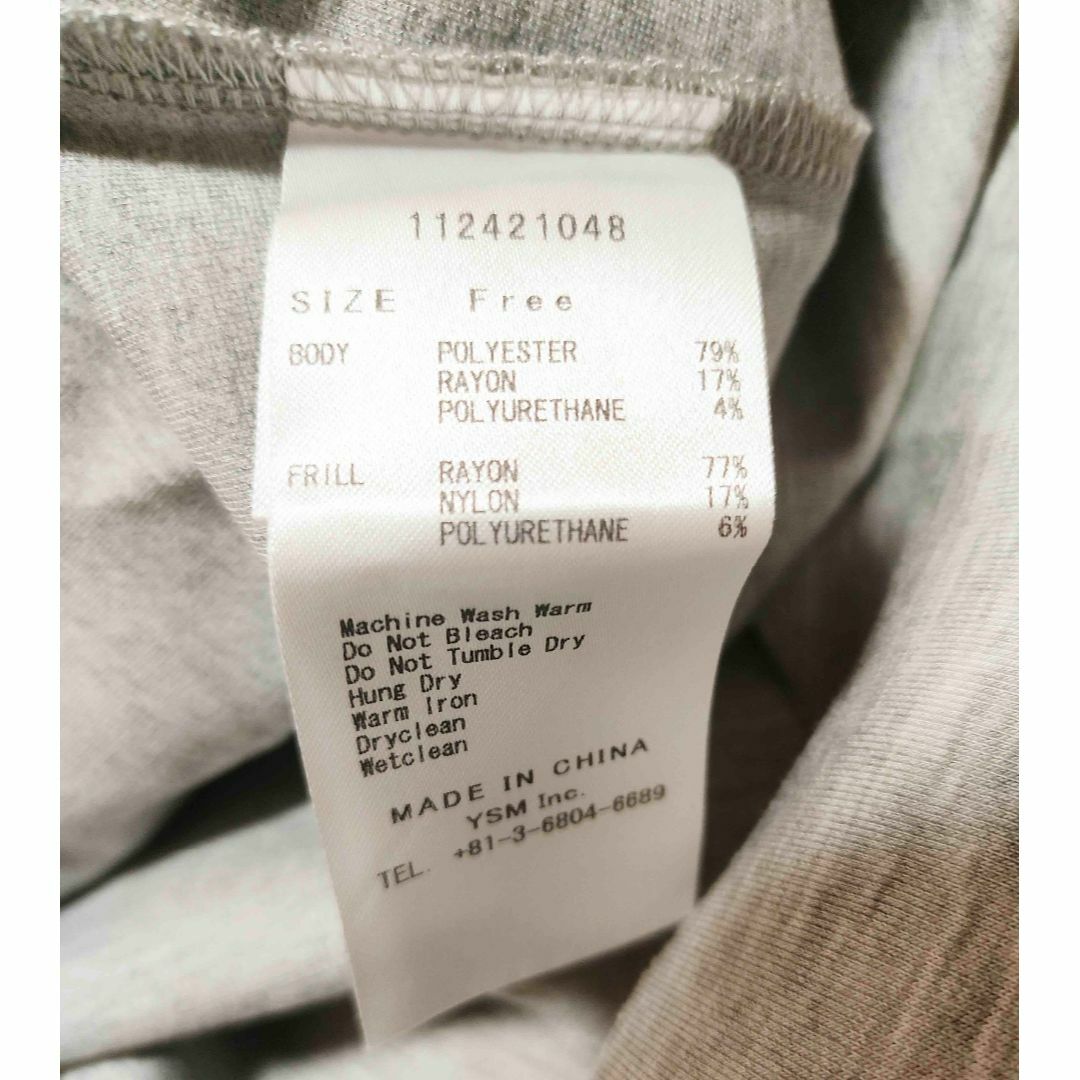 112421048
SIZE Free
BODY POLYESTER 79%
RAYON 17%
POLYURETHANE 4%
FRILL RAYON 77%
NYLON 17%
POLYURETHANE 6%
Machine Wash Warm
Do Not Bleach
Do Not Tumble Dry
Hung Dry
Warm Iron
Dryclean
Wetclean
MADE IN CHINA
YSM Inc.
TEL. +81-3-6804-6689